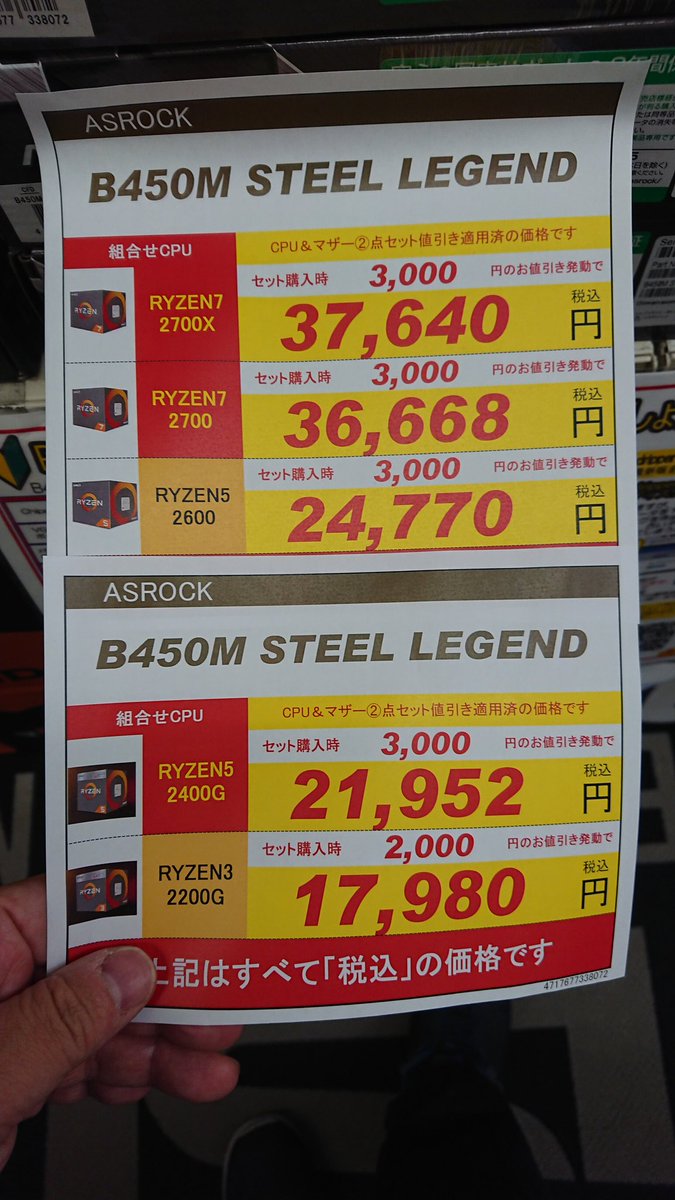 338072
ASROCK
B450M STEEL LEGEND
組合せCPU
CPU&マザー②点セット値引き適用済の価格です
RYZEN7
2700X
セット購入時 3,000 円のお値引き発動で
37,640 税込 円
RYZEN7
2700
セット購入時 3,000 円のお値引き発動で
36,668 税込 円
RYZEN5
2600
セット購入時 3,000 円のお値引き発動で
24,770 税込 円
ASROCK
B450M STEEL LEGEND
組合せCPU
CPU&マザー②点セット値引き適用済の価格です
RYZEN5
2400G
セット購入時 3,000 円のお値引き発動で
21,952 税込 円
RYZEN3
2200G
セット購入時 2,000 円のお値引き発動で
17,980 税込 円
上記はすべて「税込」の価格です
4717677338072